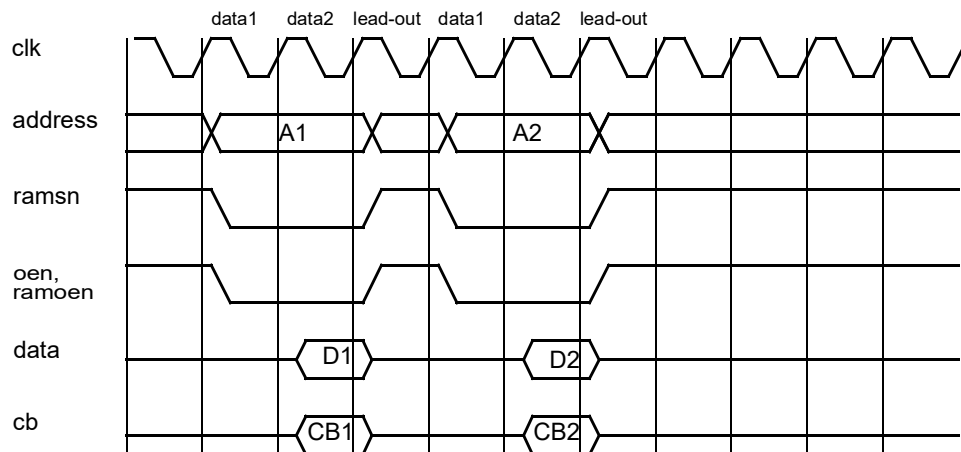 data1 data2 lead-out data1 data2 lead-out
clk
address
A1 A2
ramsn
oen,
ramoen
data
D1 D2
cb
CB1 CB2